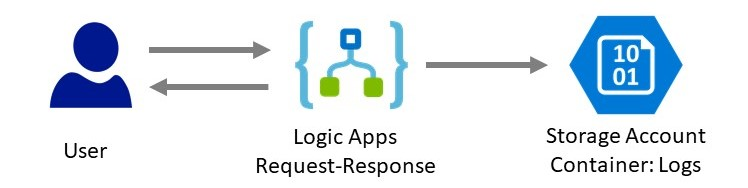 10
01
User
Logic Apps
Request-Response
Storage Account
Container: Logs